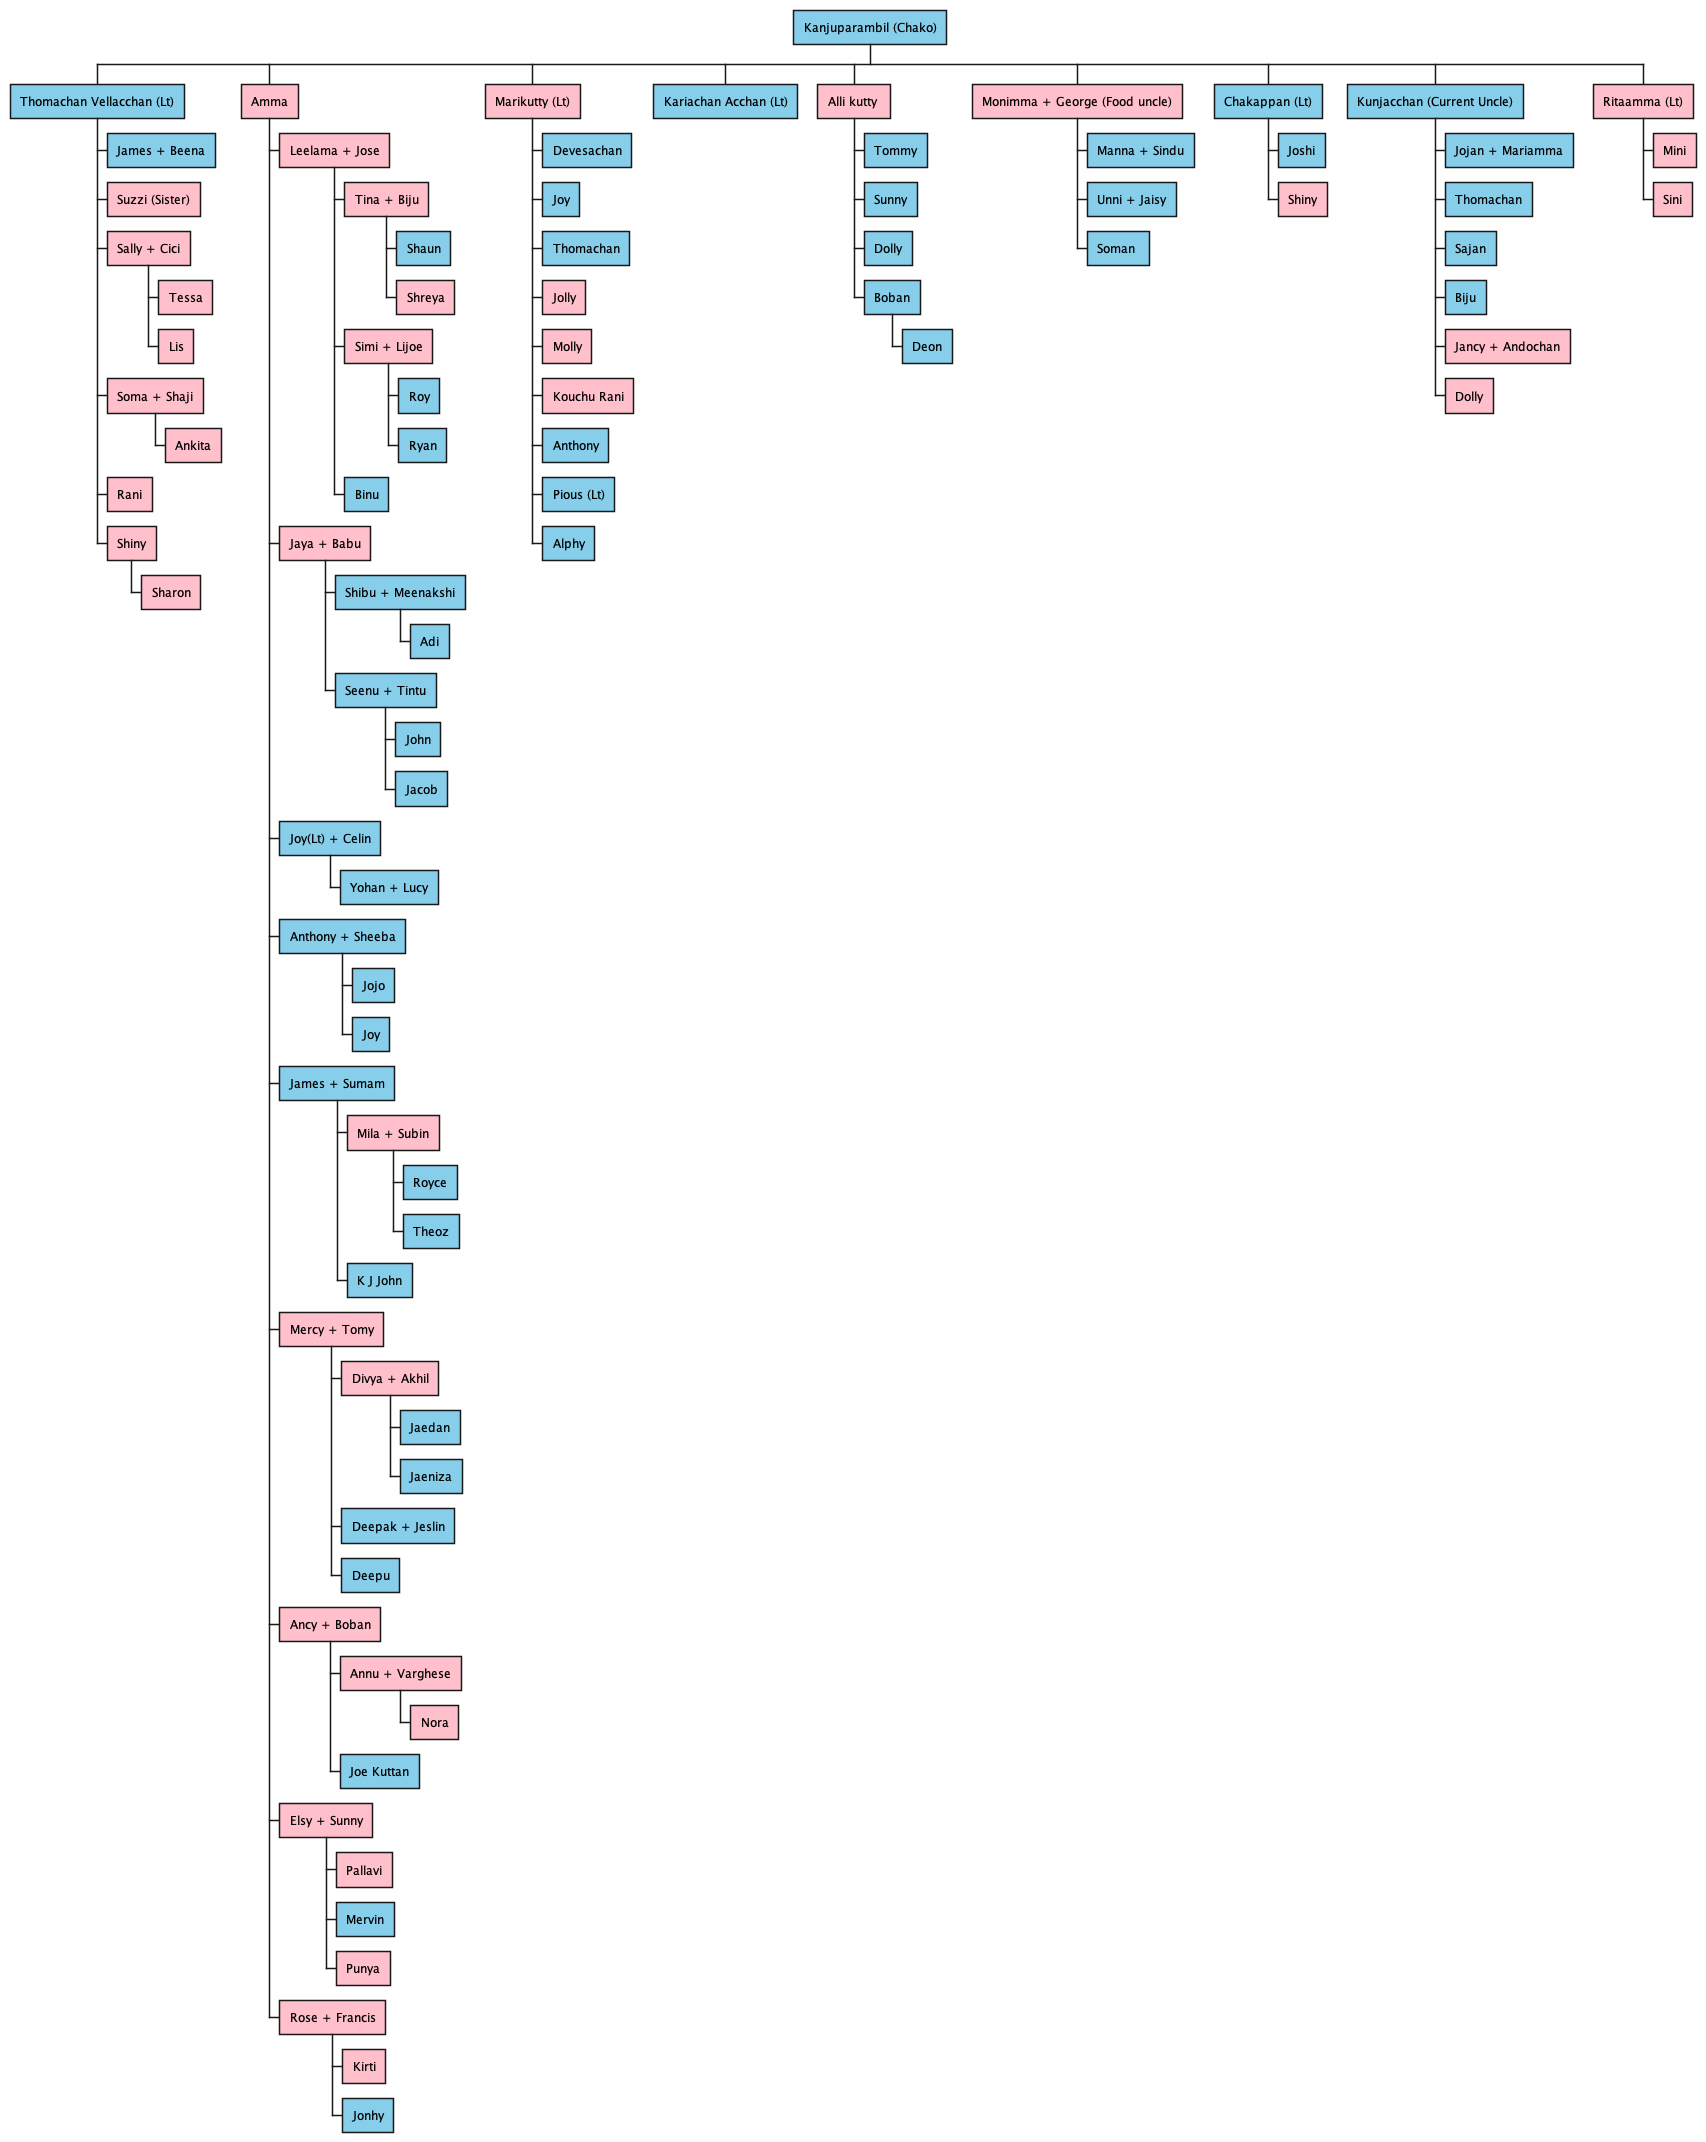 Kanjuparambil (Chako)
Thomachan Vellacchan (Lt)
James + Beena
Suzzi (Sister)
Sally + Cici
Tessa
Lis
Soma + Shaji
Ankita
Rani
Shiny
Sharon
Amma
Leelama + Jose
Tina + Biju
Shaun
Shreya
Simi + Lijoe
Roy
Ryan
Binu
Jaya + Babu
Shibu + Meenakshi
Adi
Seenu + Tintu
John
Jacob
Joy(Lt) + Celin
Yohan + Lucy
Anthony + Sheeba
Jojo
Joy
James + Sumam
Mila + Subin
Royce
Theoz
K J John
Mercy + Tomy
Divya + Akhil
Jaedan
Jaeniza
Deepak + Jeslin
Deepu
Ancy + Boban
Annu + Varghese
Nora
Joe Kuttan
Elsy + Sunny
Pallavi
Mervin
Punya
Rose + Francis
Kirti
Jonhy
Marikutty (Lt)
Devesachan
Joy
Thomachan
Jolly
Molly
Kouchu Rani
Anthony
Pious (Lt)
Alphy
Kariachan Acchan (Lt)
Alli kutty
Tommy
Sunny
Dolly
Boban
Deon
Monimma + George (Food uncle)
Manna + Sindu
Unni + Jaisy
Soman
Chakappan (Lt)
Joshi
Shiny
Kunjacchan (Current Uncle)
Jojan + Mariamma
Thomachan
Sajan
Biju
Jancy + Andochan
Dolly
Ritaamma (Lt)
Mini
Sini